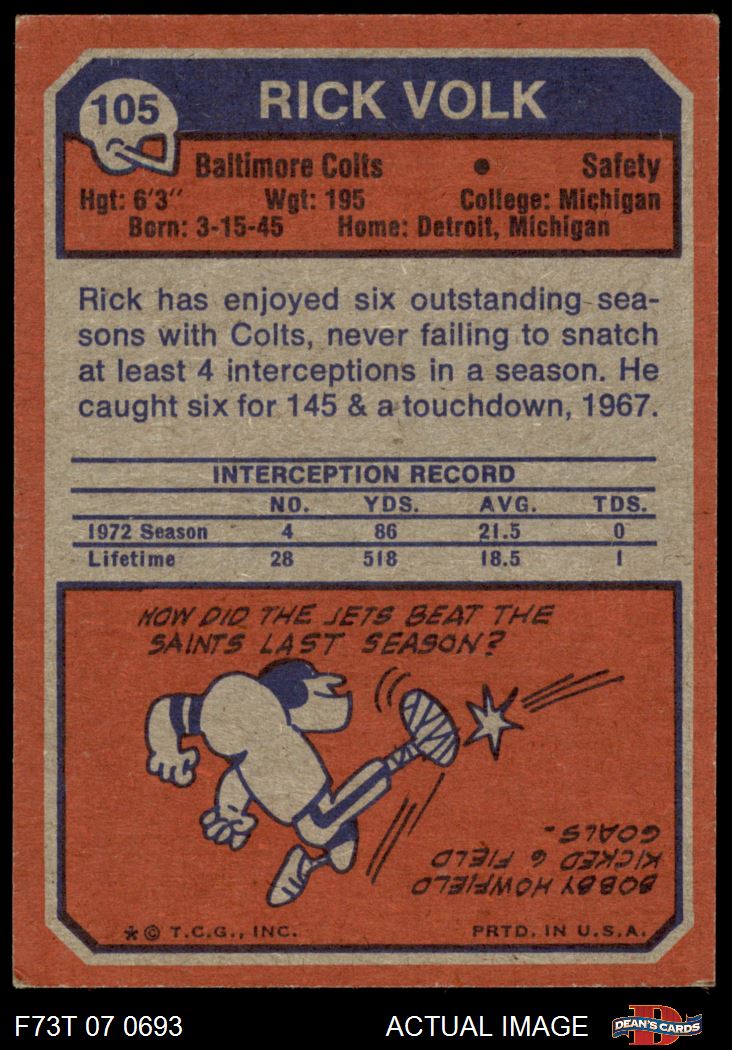 105
RICK VOLK
Baltimore Colts • Safety
Hgt: 6'3" Wgt: 195 College: Michigan
Born: 3-15-45 Home: Detroit, Michigan
Rick has enjoyed six outstanding sea-
sons with Colts, never failing to snatch
at least 4 interceptions in a season. He
caught six for 145 & a touchdown, 1967.
INTERCEPTION RECORD
NO. YDS. AVG. TDS.
1972 Season 4 86 21.5 0
Lifetime 28 518 18.5 1
HOW DID THE JETS BEAT THE
SAINTS LAST SEASON?
BOBBY HOWFIELD
KICKED 6 FIELD
GOALS.
* © T.C.G., INC. PRTD. IN U.S.A.
F73T 07 0693 ACTUAL IMAGE
D
DEAN'S CARDS